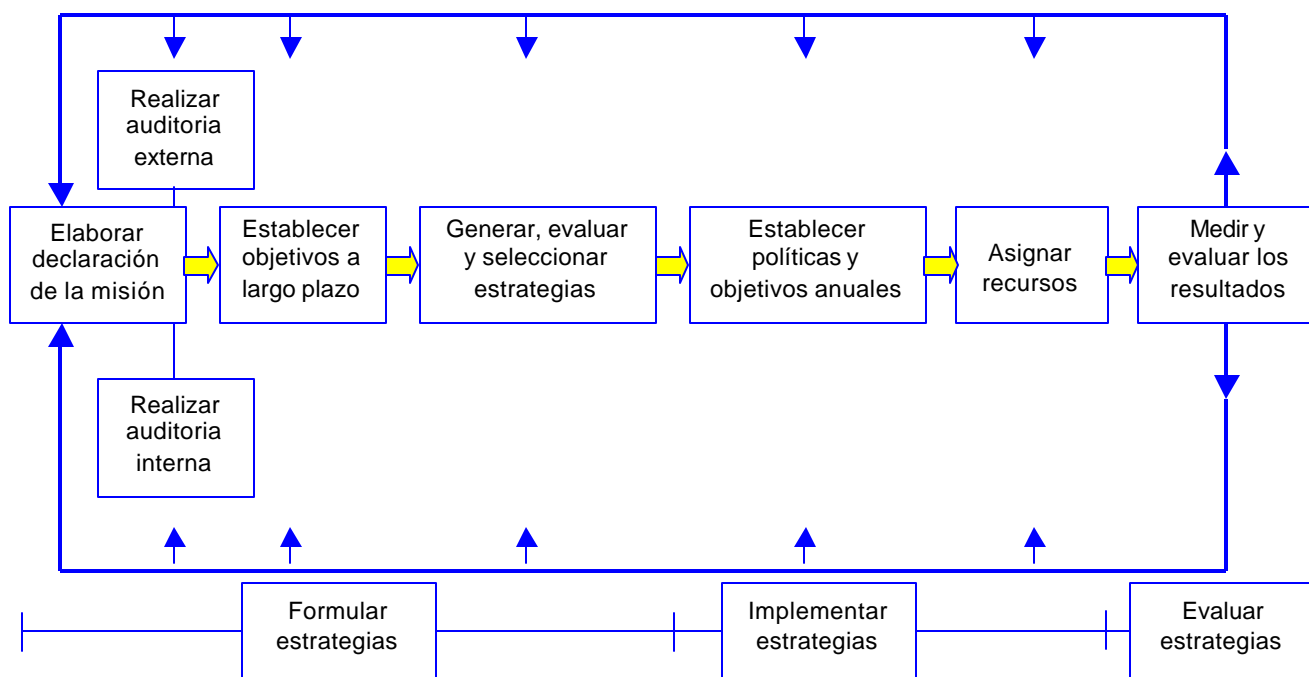 Realizar
auditoria
externa
Elaborar
declaración
de la misión
Establecer
objetivos a
largo plazo
Generar, evaluar
y seleccionar
estrategias
Establecer
políticas y
objetivos anuales
Asignar
recursos
Medir y
evaluar los
resultados
Realizar
auditoria
interna
Formular
estrategias
Implementar
estrategias
Evaluar
estrategias